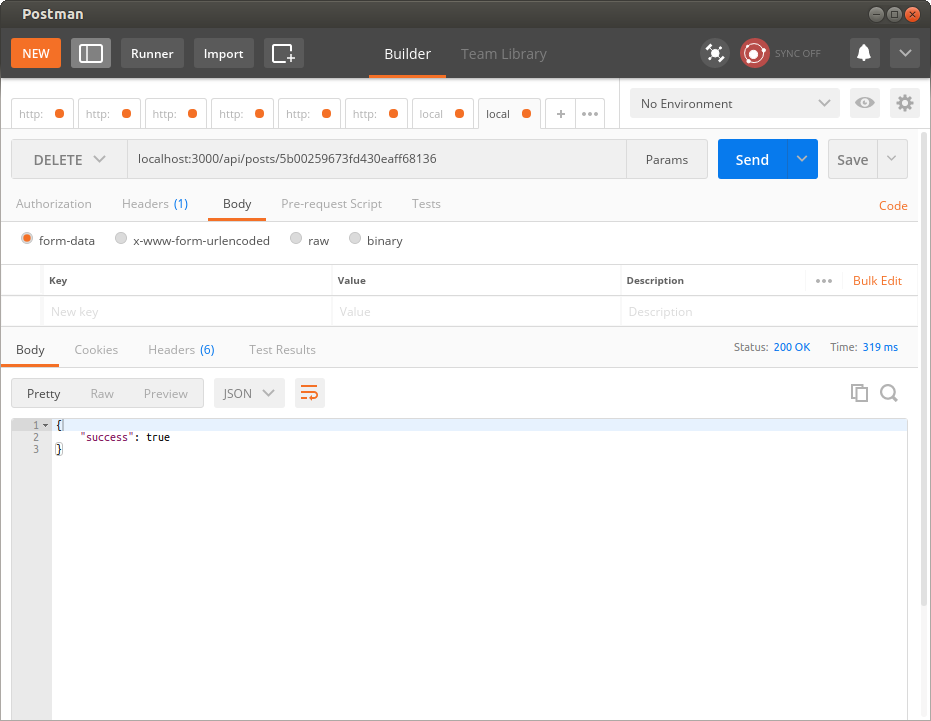 Postman
NEW Runner Import Builder Team Library SYNC OFF
http: http: http: http: http: http: local local + ••• No Environment
DELETE localhost:3000/api/posts/5b00259673fd430eaff68136 Params Send Save
Authorization Headers (1) Body Pre-request Script Tests Code
form-data x-www-form-urlencoded raw binary
Key Value Description ••• Bulk Edit
New key Value Description
Body Cookies Headers (6) Test Results Status: 200 OK Time: 319 ms
Pretty Raw Preview JSON
1 {
2 "success": true
3 }